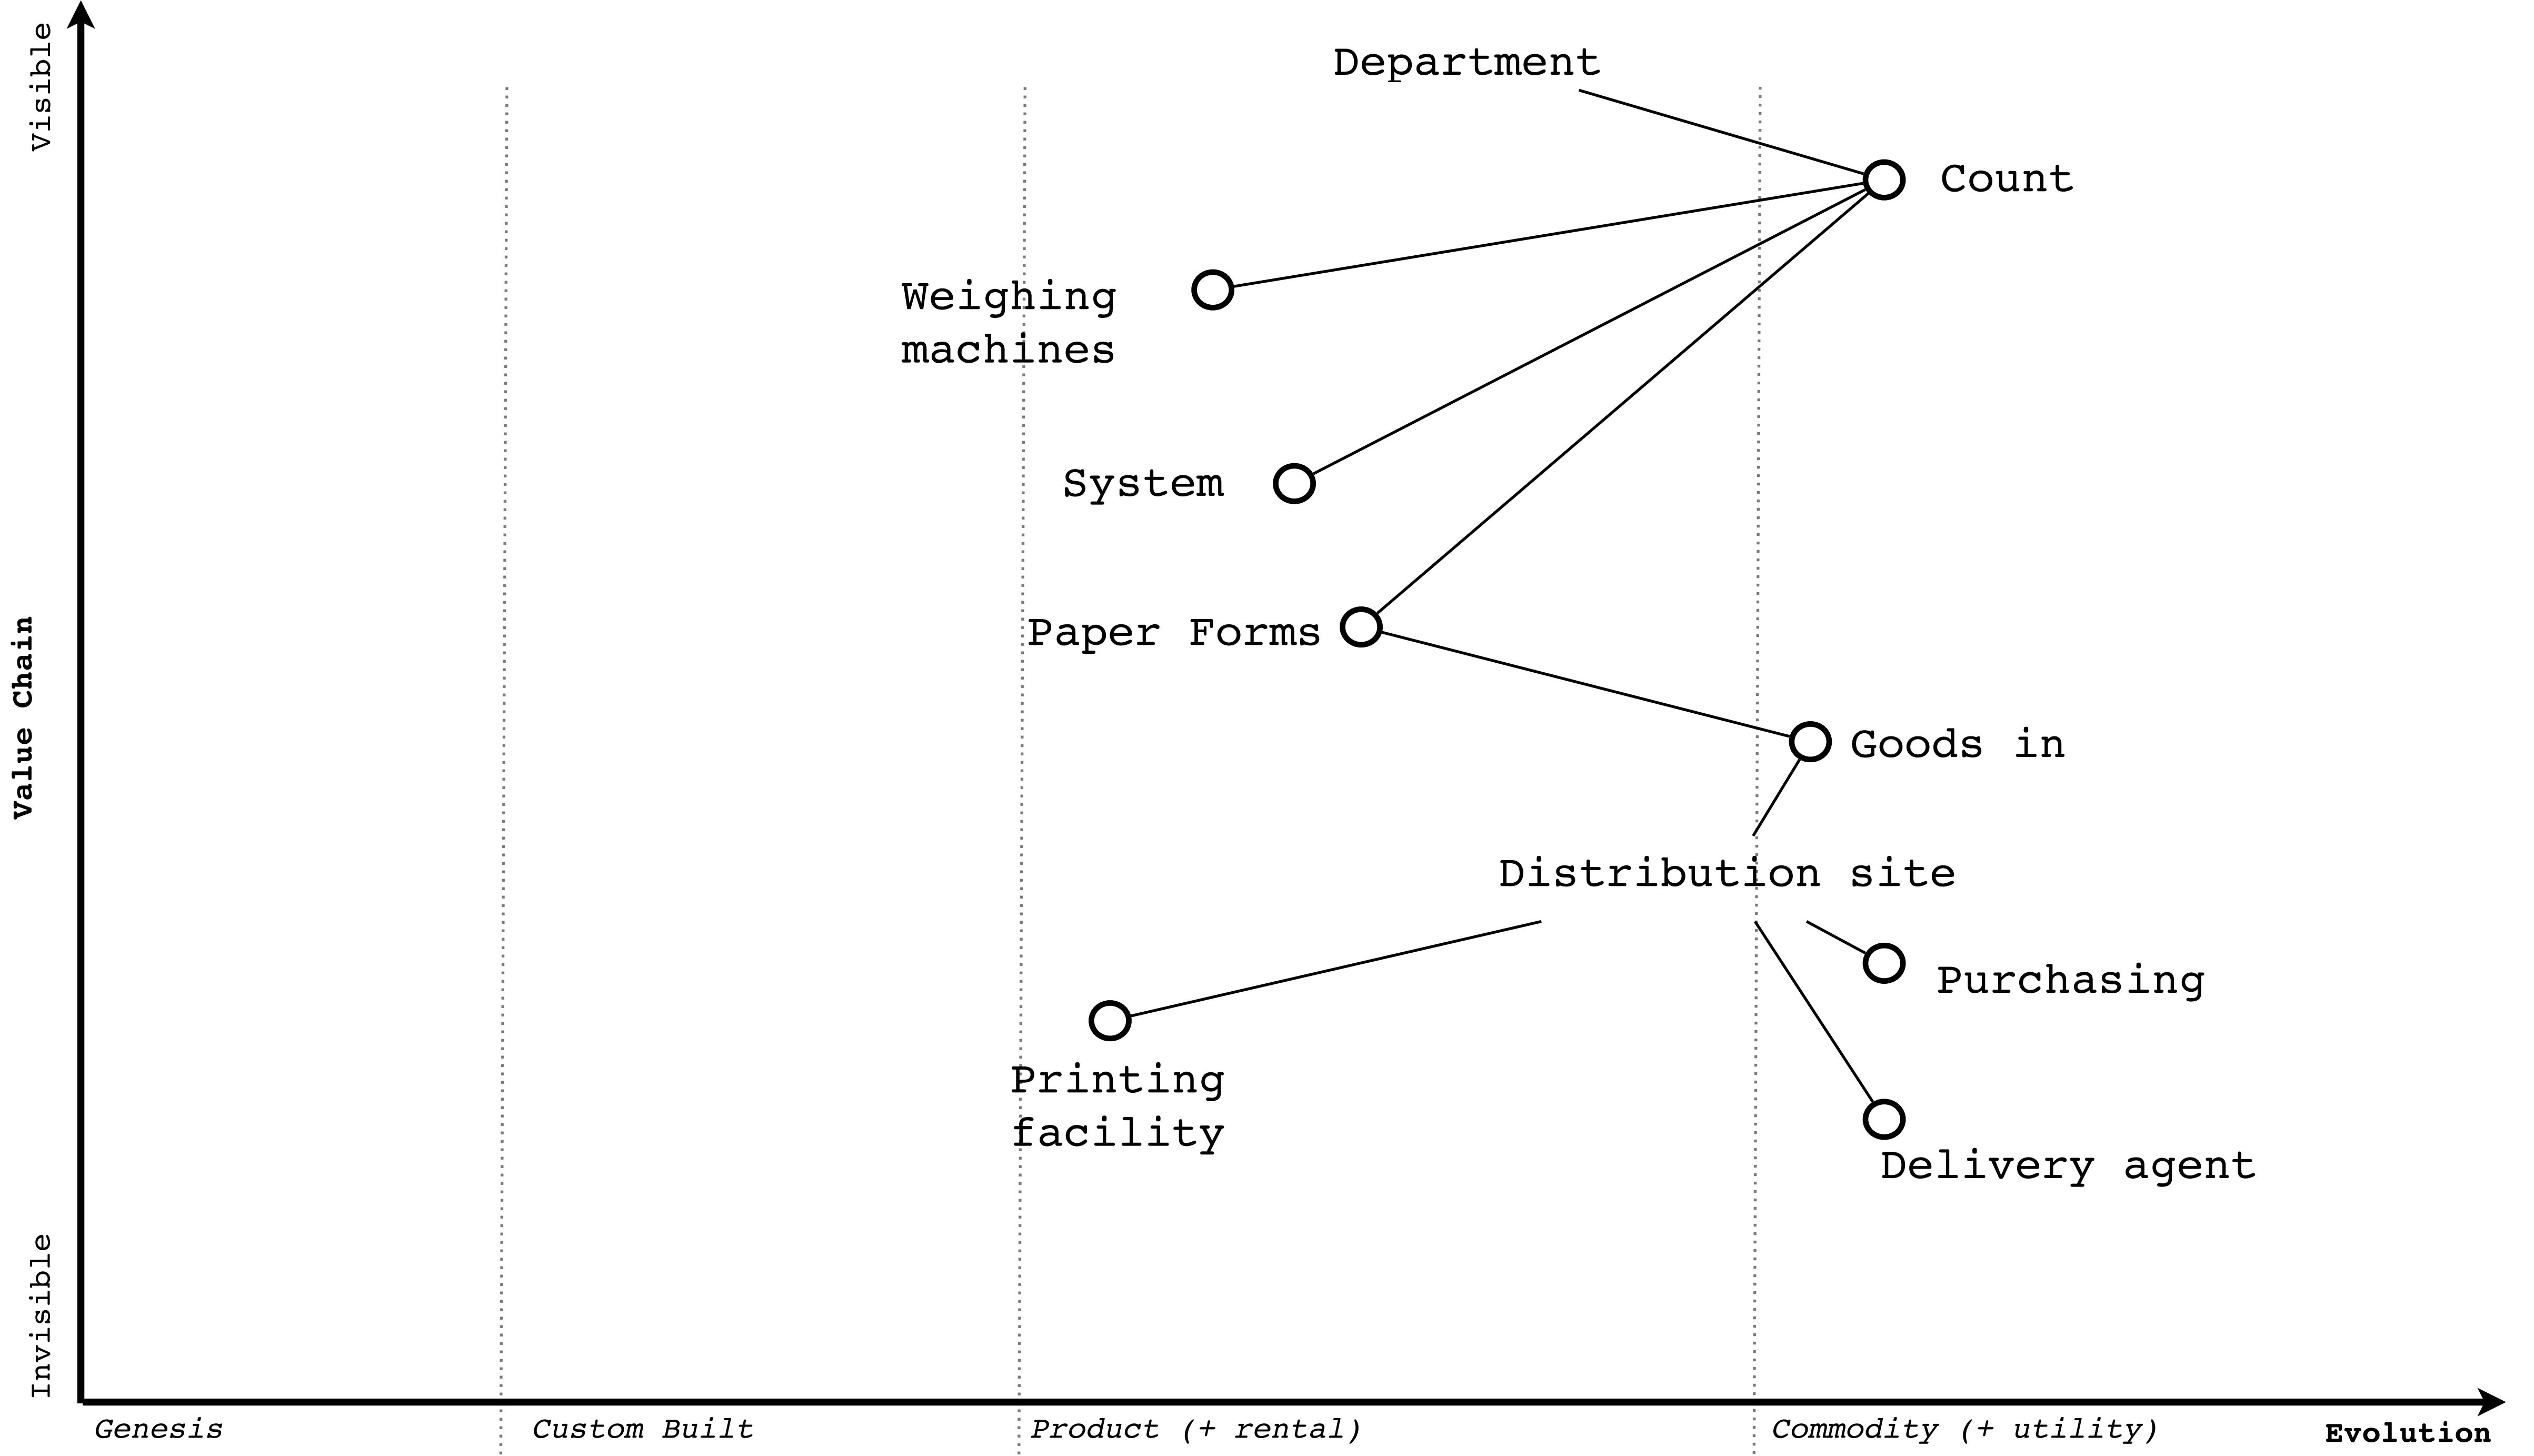 Visible
Department
Count
Weighing
machines
System
Paper Forms
Value Chain
Goods in
Distribution site
Purchasing
Printing
facility
Delivery agent
Invisible
Genesis
Custom Built
Product (+ rental)
Commodity (+ utility)
Evolution